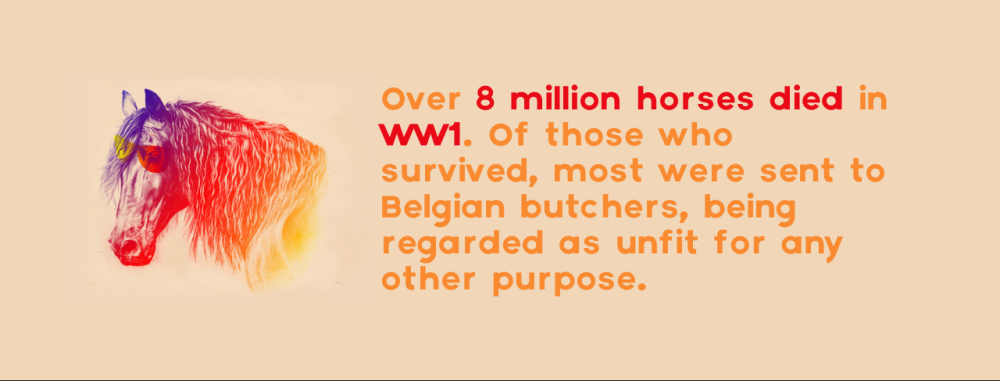 Over 8 million horses died in
WW1. Of those who
survived, most were sent to
Belgian butchers, being
regarded as unfit for any
other purpose.